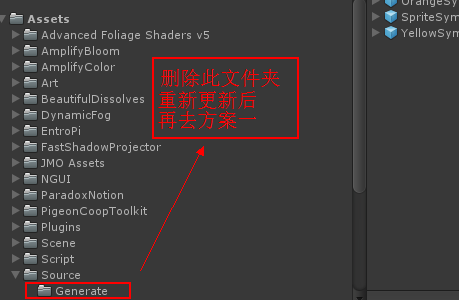 Assets
Advanced Foliage Shaders v5
AmplifyBloom
AmplifyColor
Art
BeautifulDissolves
DynamicFog
EntroPi
FastShadowProjector
JMO Assets
NGUI
ParadoxNotion
PigeonCoopToolkit
Plugins
Scene
Script
Source
Generate
删除此文件夹
重新更新后
再去方案一
OrangeSy
SpriteSym
YellowSym